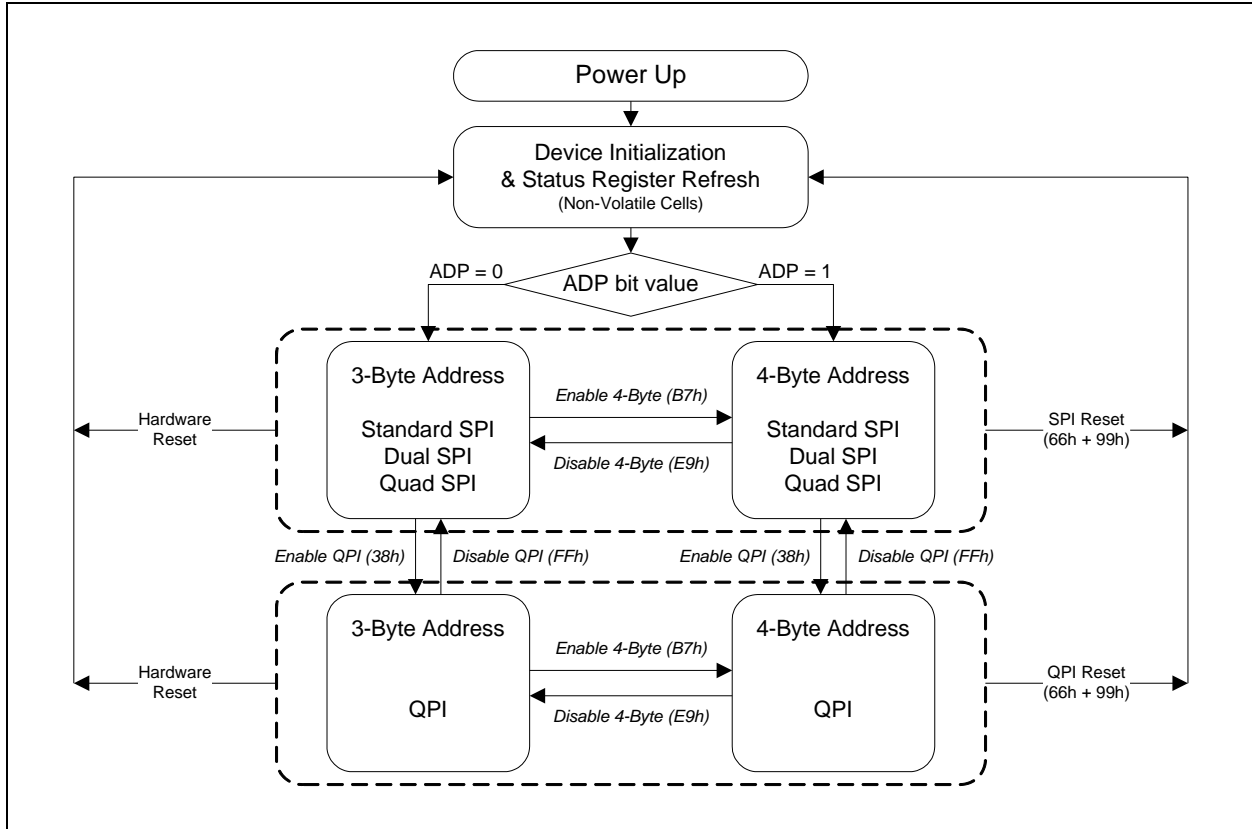 Power Up
Device Initialization
& Status Register Refresh
(Non-Volatile Cells)
ADP = 0
ADP bit value
ADP = 1
3-Byte Address
Standard SPI
Dual SPI
Quad SPI
Enable 4-Byte (B7h)
Disable 4-Byte (E9h)
4-Byte Address
Standard SPI
Dual SPI
Quad SPI
Hardware
Reset
SPI Reset
(66h + 99h)
Enable QPI (38h)
Disable QPI (FFh)
Enable QPI (38h)
Disable QPI (FFh)
3-Byte Address
QPI
Enable 4-Byte (B7h)
Disable 4-Byte (E9h)
4-Byte Address
QPI
Hardware
Reset
QPI Reset
(66h + 99h)